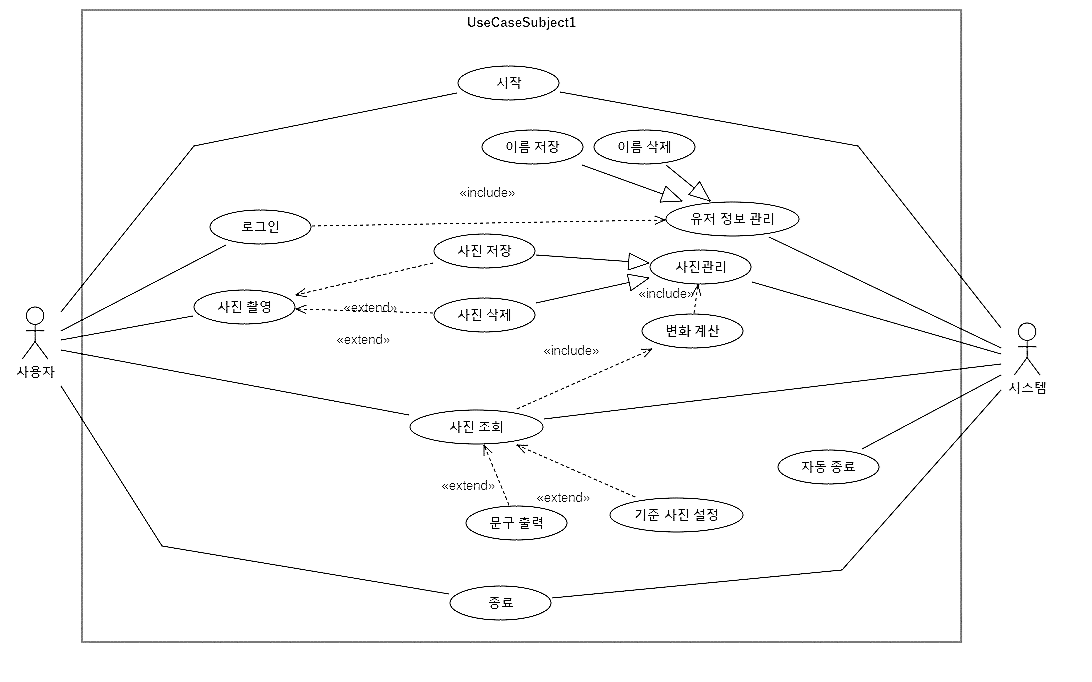 UseCaseSubject1
시작
이름 저장
이름 삭제
«include»
유저 정보 관리
로그인
사진 저장
사진관리
«include»
사진 촬영
«extend»
사진 삭제
변화 계산
«extend»
«include»
사용자
시스템
사진 조회
자동 종료
«extend»
«extend»
문구 출력
기준 사진 설정
종료